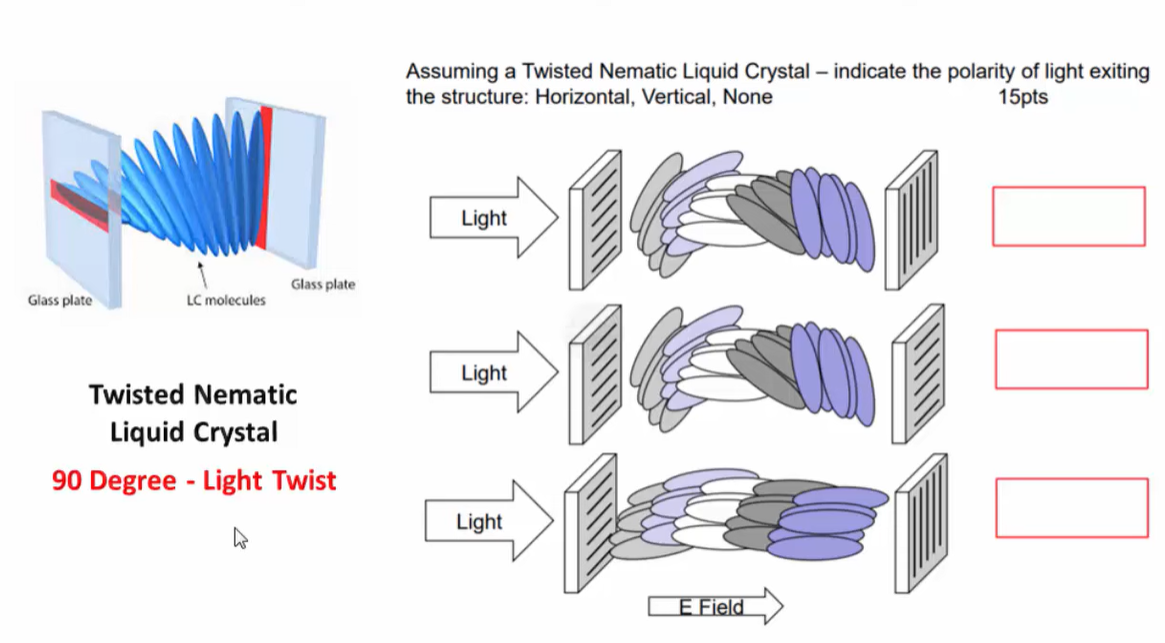 Assuming a Twisted Nematic Liquid Crystal – indicate the polarity of light exiting
the structure: Horizontal, Vertical, None 15pts
Glass plate
LC molecules
Glass plate
Twisted Nematic
Liquid Crystal
90 Degree - Light Twist
Light
Light
Light
E Field